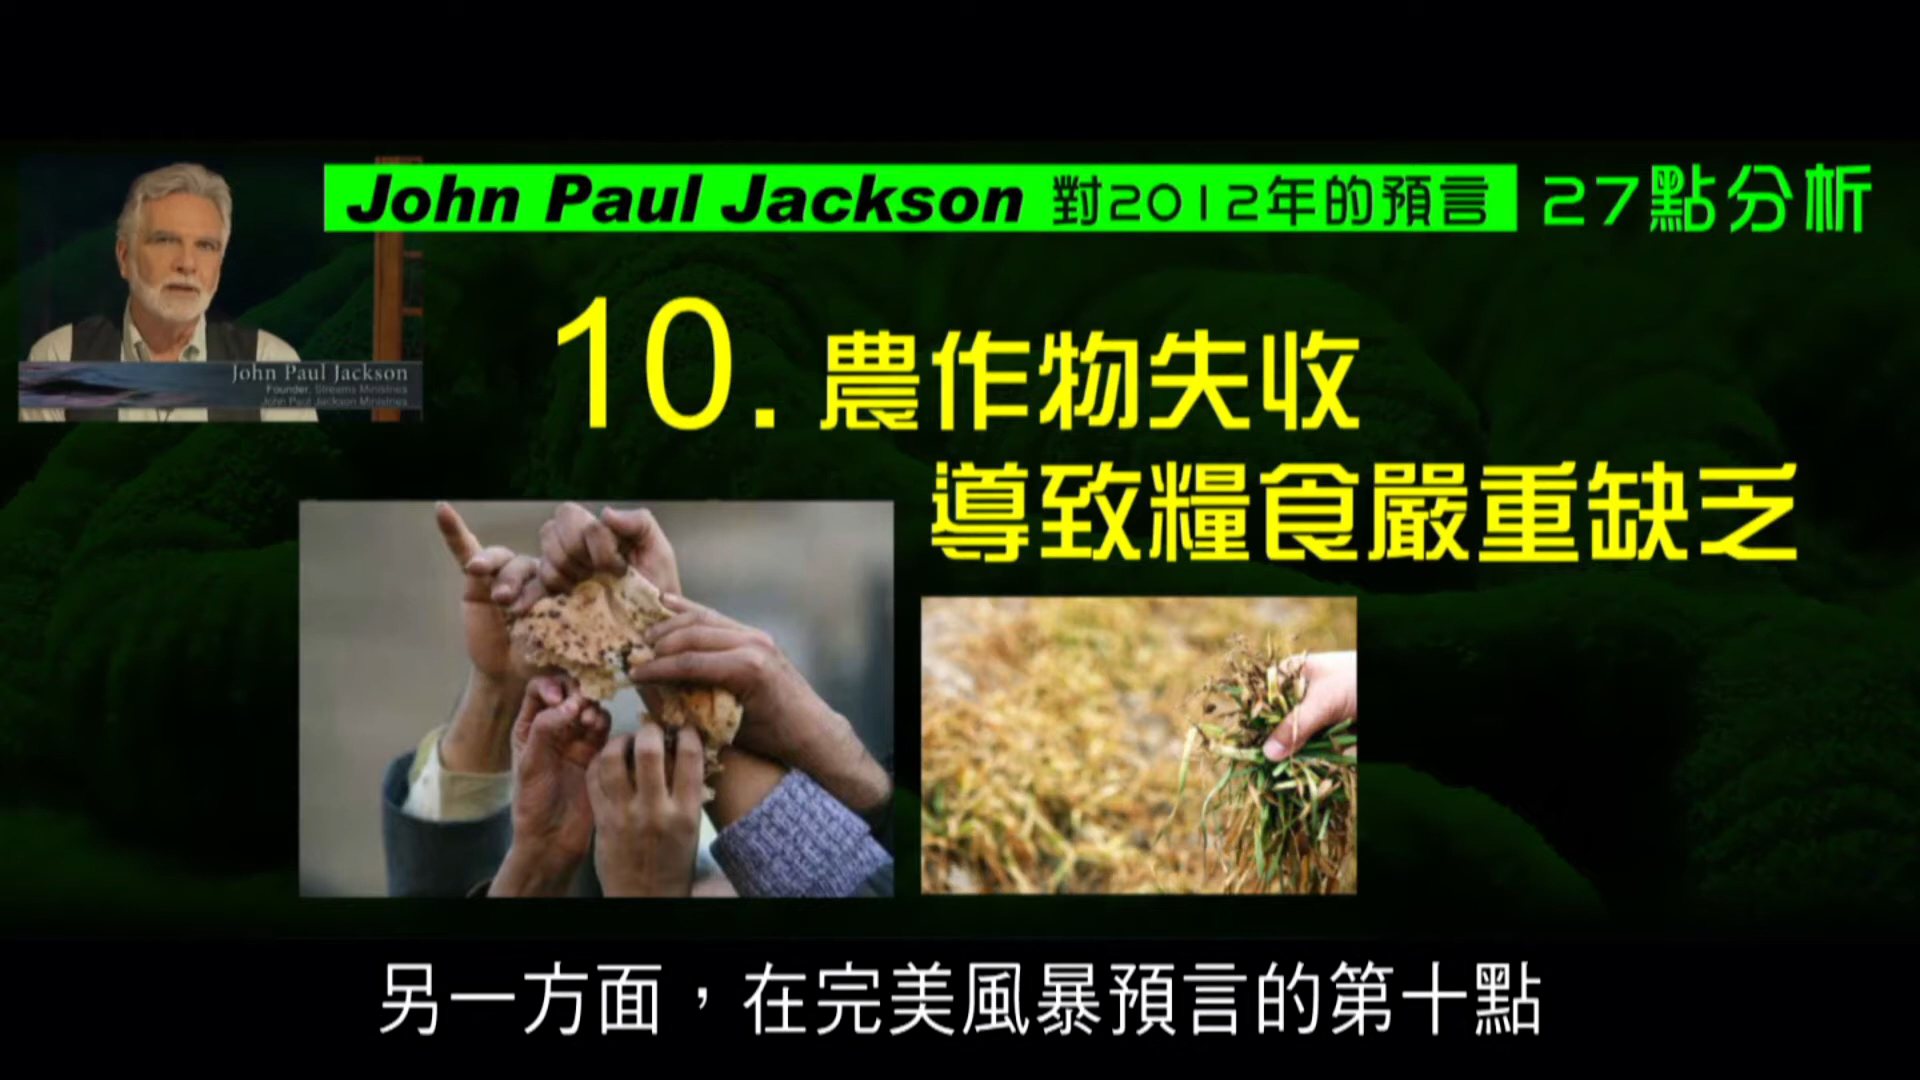 John Paul Jackson 對2012年的預言 27點分析
John Paul Jackson
Founder, Streams Ministries
John Paul Jackson Ministries
10. 農作物失收
導致糧食嚴重缺乏
另一方面，在完美風暴預言的第十點